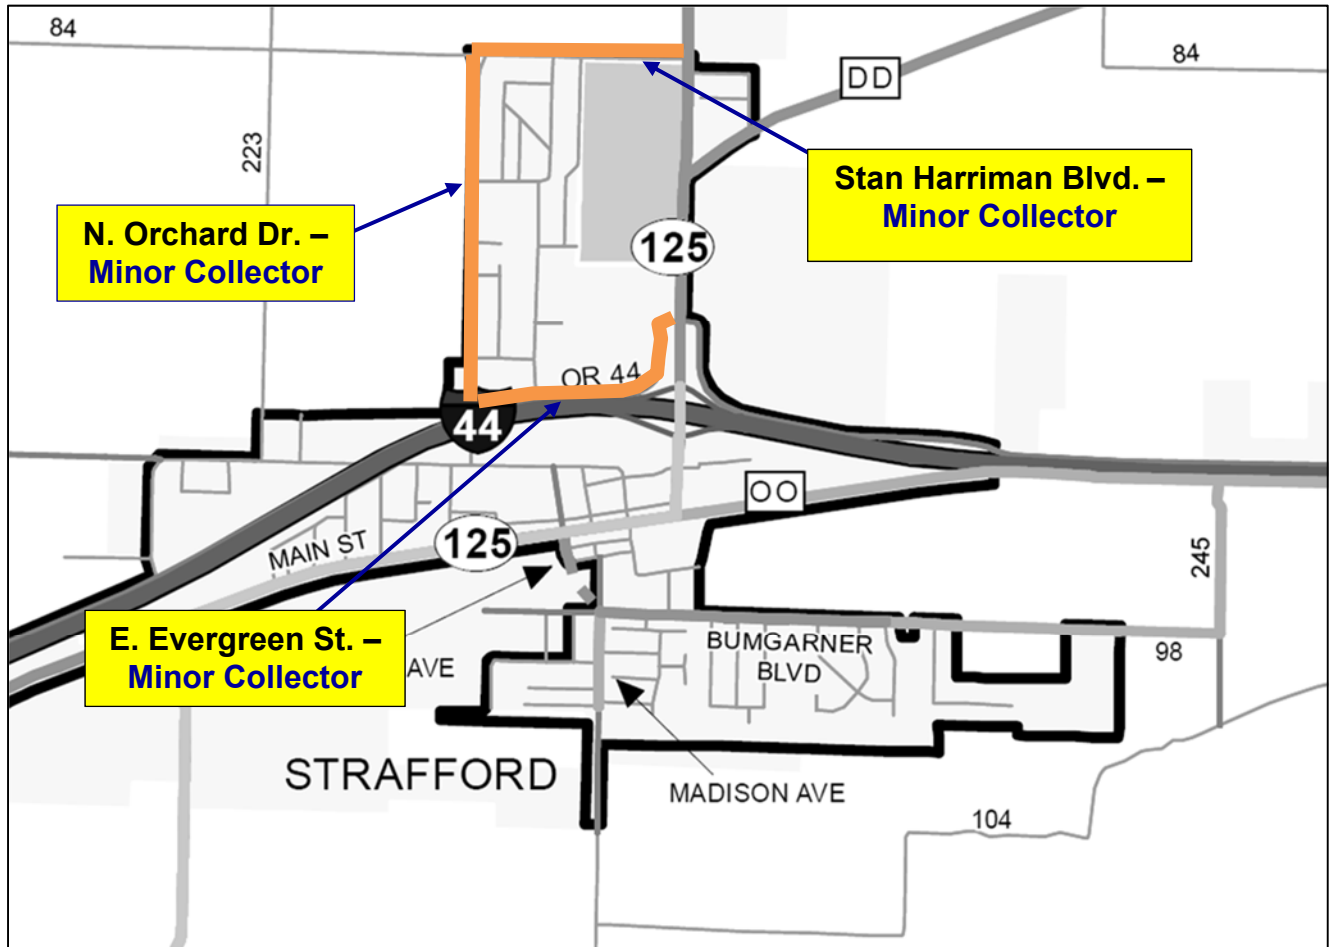 84
84
DD
223
Stan Harriman Blvd. –
Minor Collector
N. Orchard Dr. –
Minor Collector
125
OR 44
44
OO
MAIN ST
125
245
E. Evergreen St. –
Minor Collector
AVE
BUMGARNER
BLVD
98
STRAFFORD
MADISON AVE
104